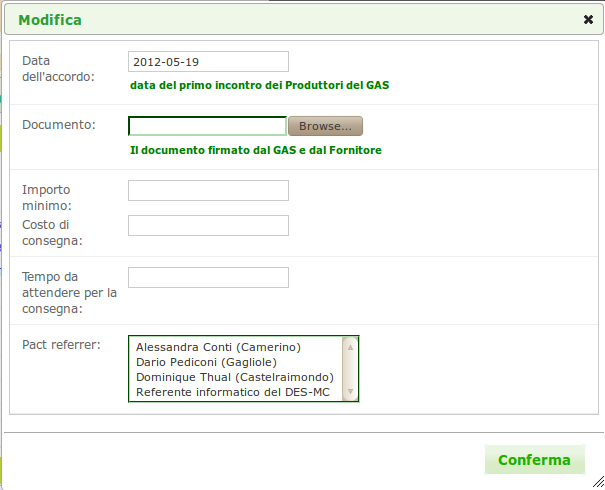 Modifica
Data
dell'accordo:
2012-05-19
data del primo incontro dei Produttori del GAS
Documento:
Browse...
Il documento firmato dal GAS e dal Fornitore
Importo
minimo:
Costo di
consegna:
Tempo da
attendere per la
consegna:
Pact referrer:
Alessandra Conti (Camerino)
Dario Pediconi (Gagliole)
Dominique Thual (Castelraimondo)
Referente informatico del DES-MC
Conferma